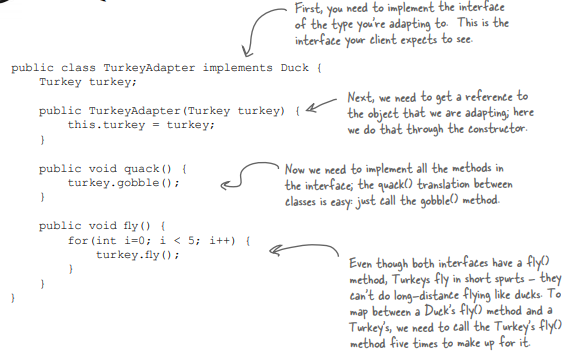 First, you need to implement the interface
of the type you're adapting to. This is the
interface your client expects to see.
public class TurkeyAdapter implements Duck {
    Turkey turkey;
    public TurkeyAdapter(Turkey turkey) {
        this.turkey = turkey;
    }
Next, we need to get a reference to
the object that we are adapting; here
we do that through the constructor.
    public void quack() {
        turkey.gobble();
    }
Now we need to implement all the methods in
the interface; the quack() translation between
classes is easy: just call the gobble() method.
    public void fly() {
        for(int i=0; i < 5; i++) {
            turkey.fly();
        }
    }
}
Even though both interfaces have a fly()
method, Turkeys fly in short spurts – they
can't do long-distance flying like ducks. To
map between a Duck's fly() method and a
Turkey's, we need to call the Turkey's fly()
method five times to make up for it.